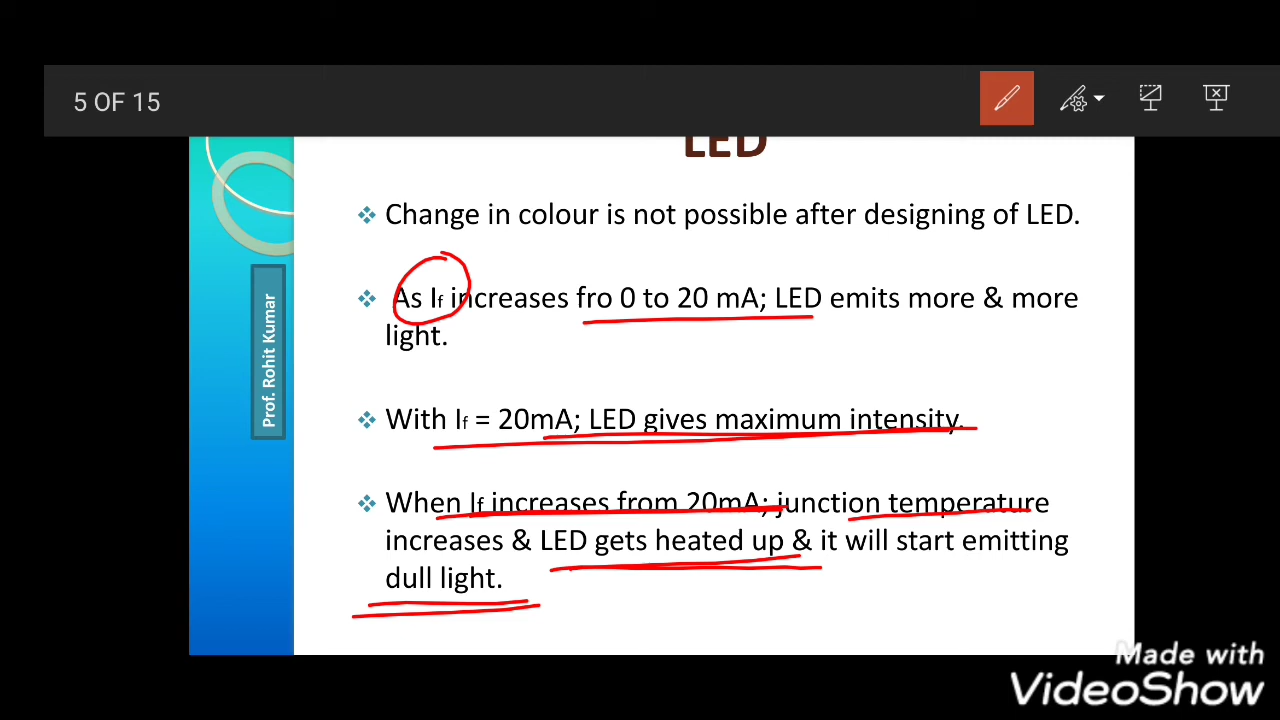 5 OF 15
LED
Change in colour is not possible after designing of LED.
As If increases fro 0 to 20 mA; LED emits more & more
light.
With If = 20mA; LED gives maximum intensity.
When If increases from 20mA; junction temperature
increases & LED gets heated up & it will start emitting
dull light.
Prof. Rohit Kumar
Made with
VideoShow